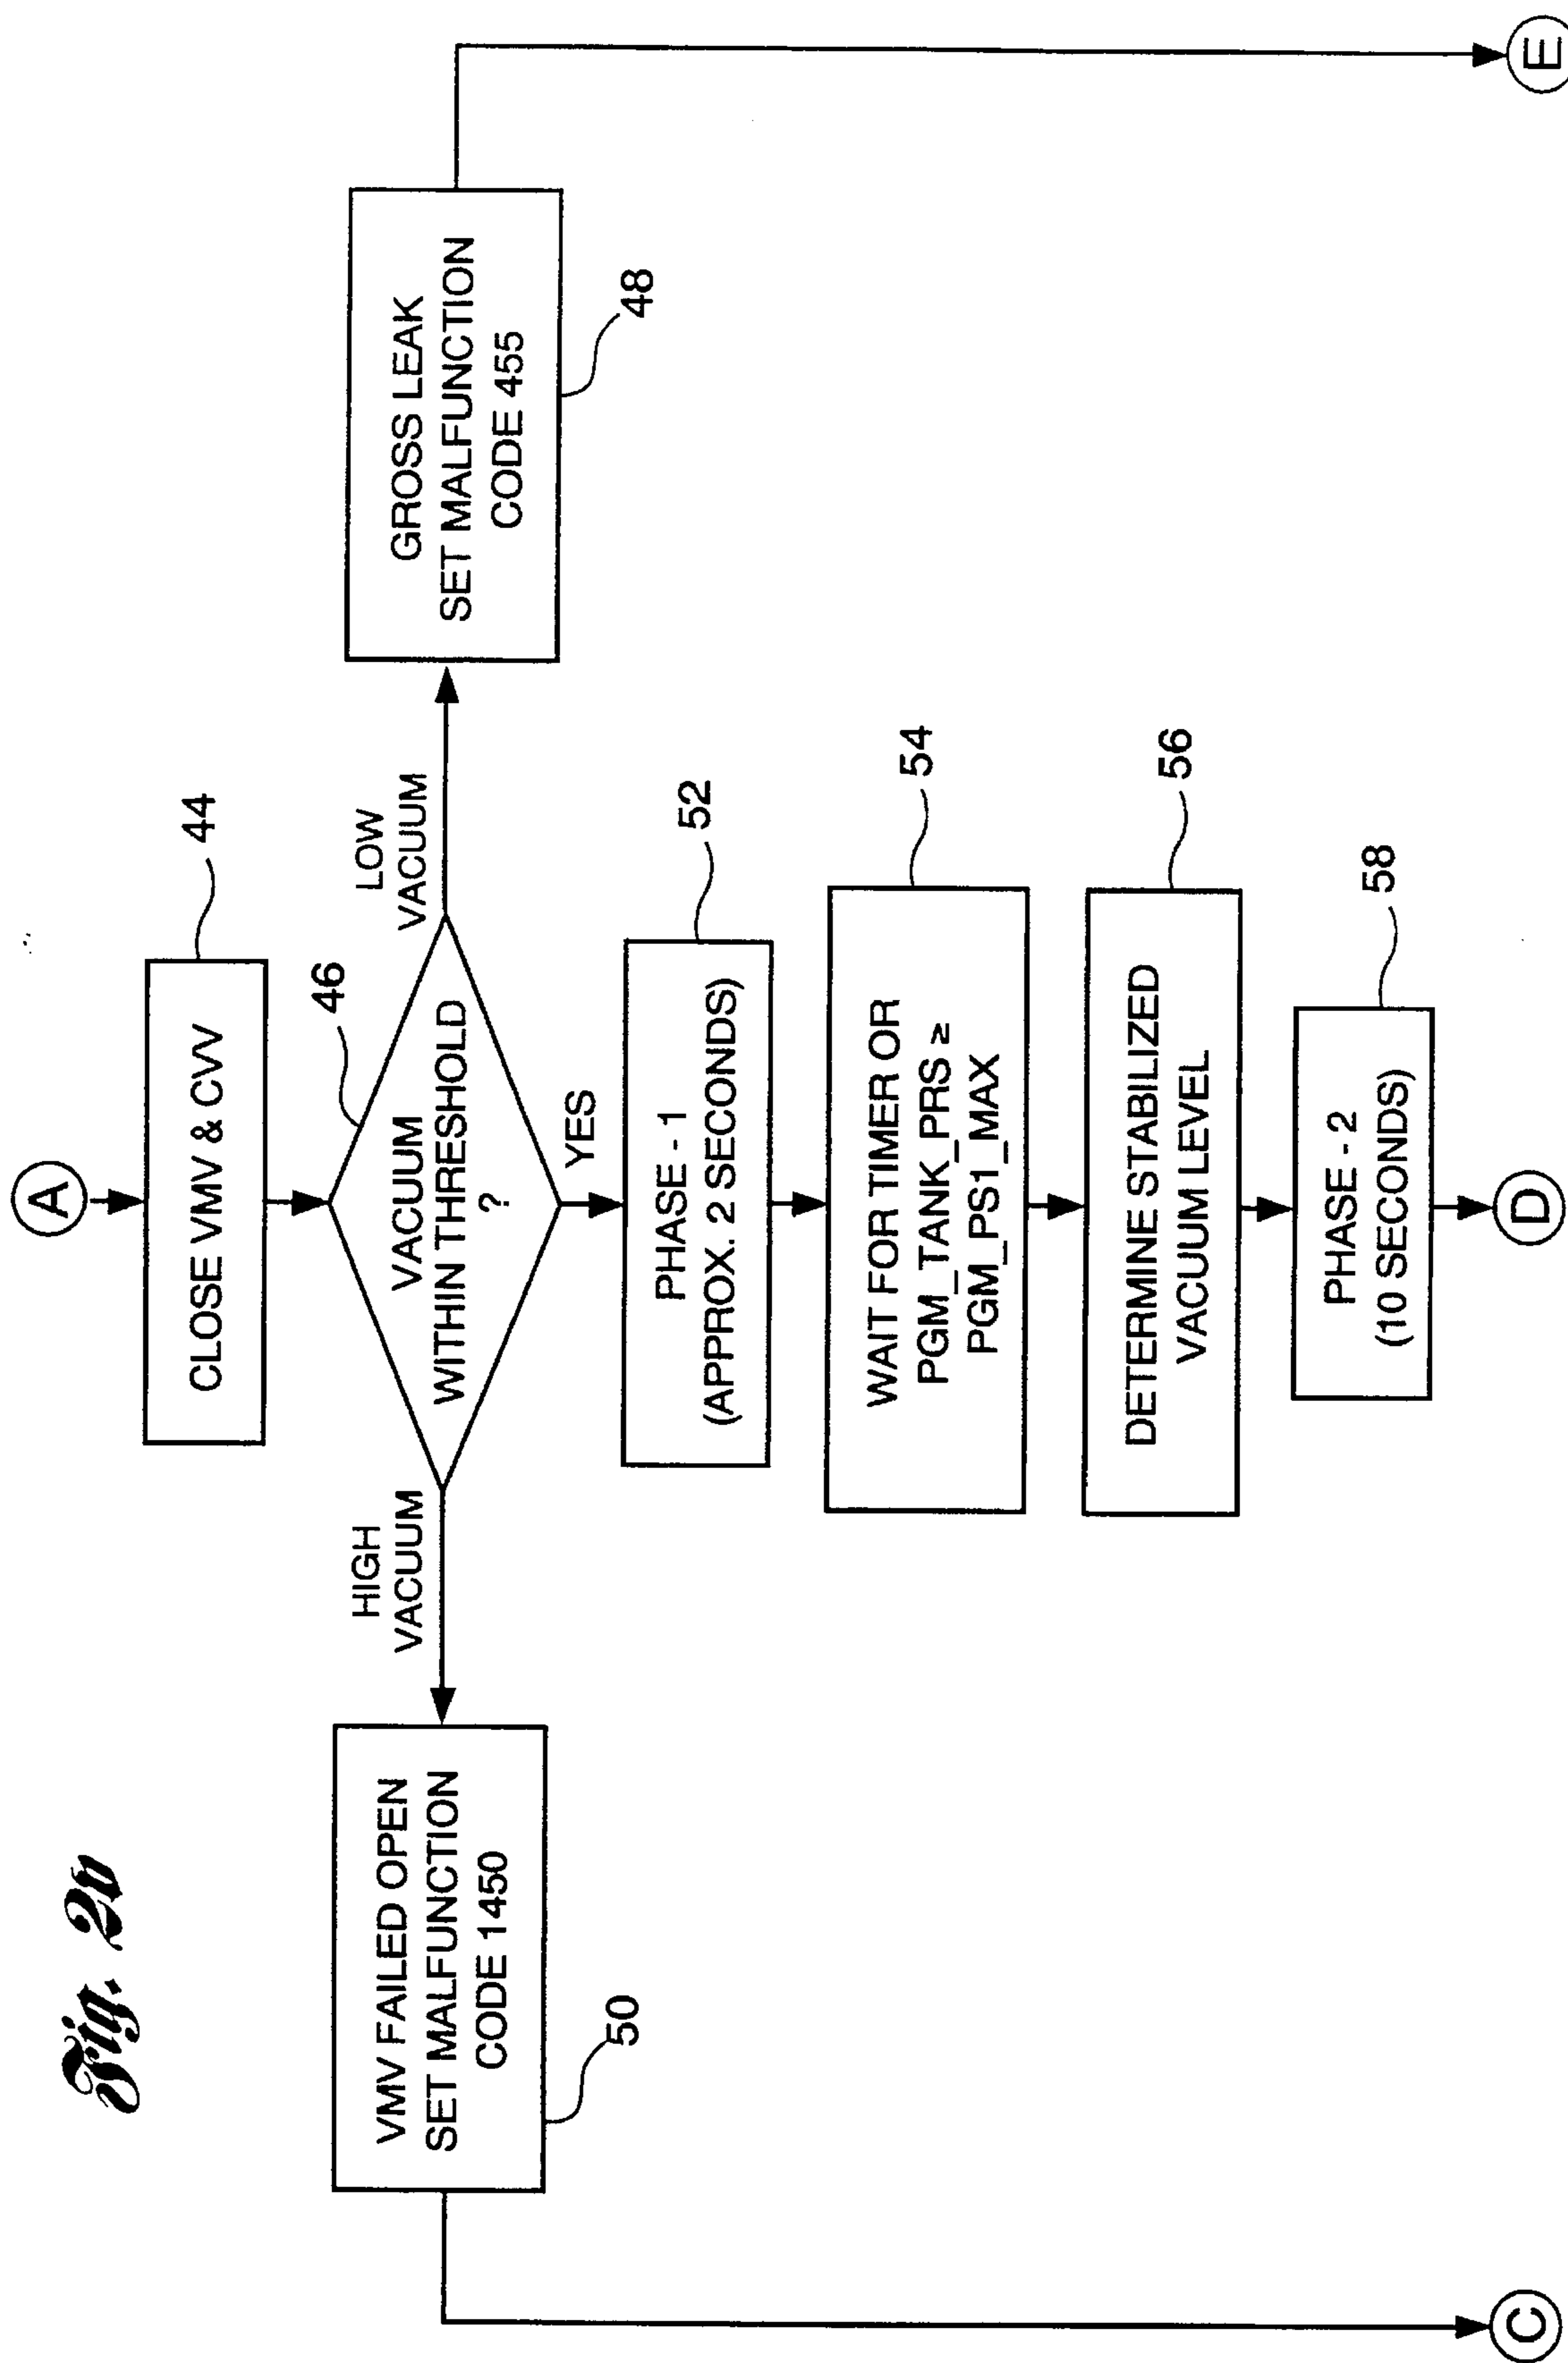 A
CLOSE VMV & CVV
44
VACUUM
WITHIN THRESHOLD
?
46
HIGH
VACUUM
LOW
VACUUM
YES
VMV FAILED OPEN
SET MALFUNCTION
CODE 1450
50
GROSS LEAK
SET MALFUNCTION
CODE 455
48
PHASE - 1
(APPROX. 2 SECONDS)
52
WAIT FOR TIMER OR
PGM_TANK_PRS ≥
PGM_PS1_MAX
54
DETERMINE STABILIZED
VACUUM LEVEL
56
PHASE - 2
(10 SECONDS)
58
C
D
E